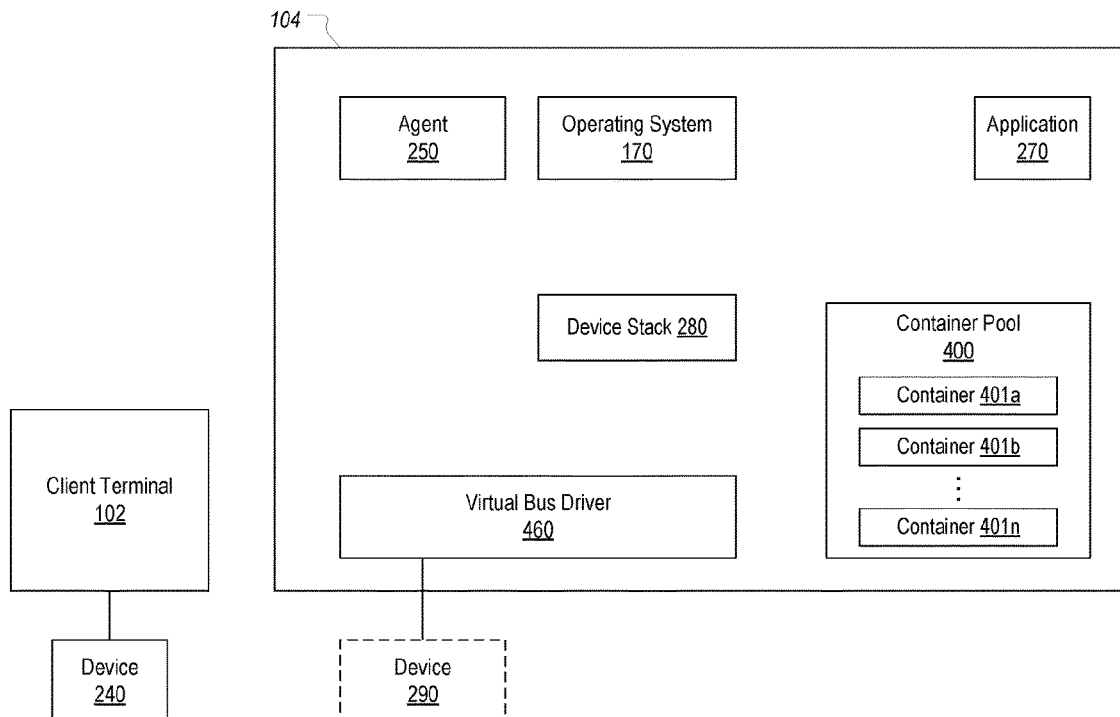 104
Agent
250
Operating System
170
Application
270
Device Stack 280
Container Pool
400
Container 401a
Container 401b
Container 401n
Client Terminal
102
Virtual Bus Driver
460
Device
240
Device
290